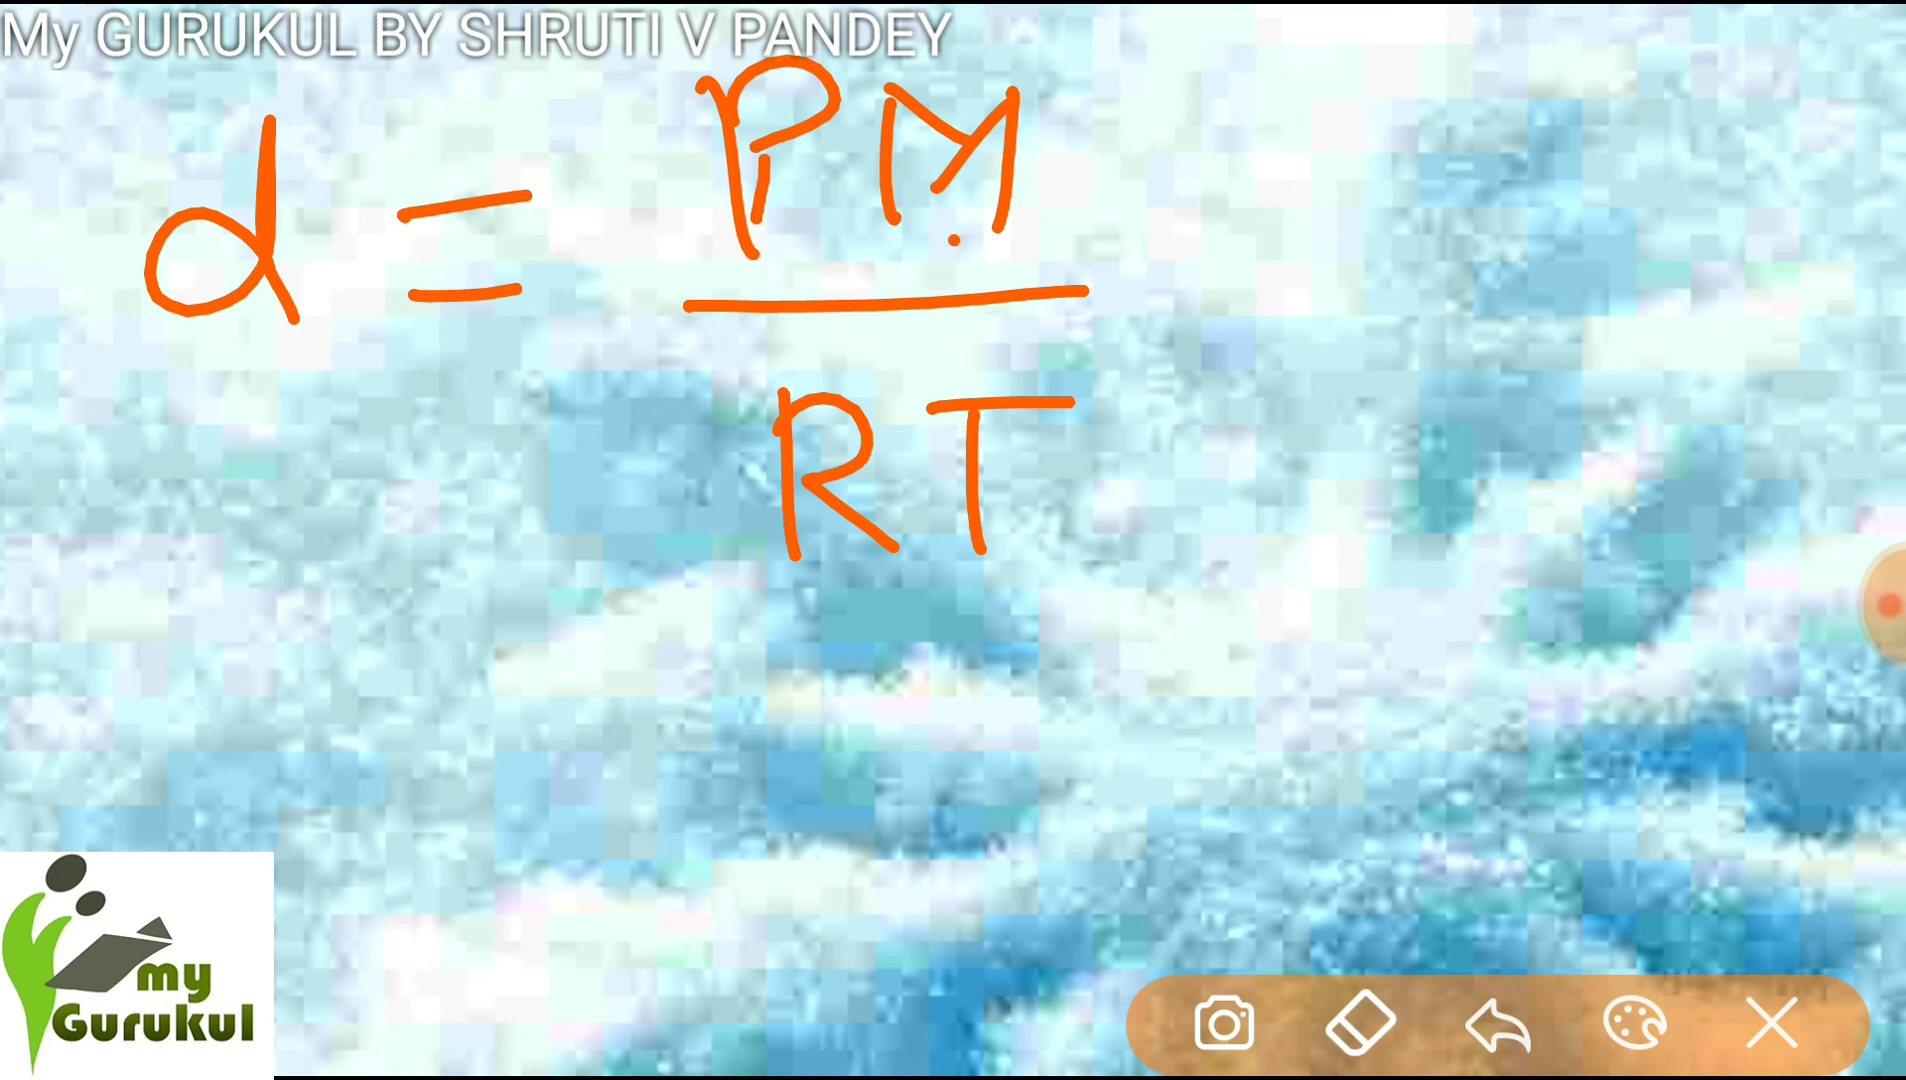 My GURUKUL BY SHRUTI V PANDEY
d = PM
RT
my
Gurukul